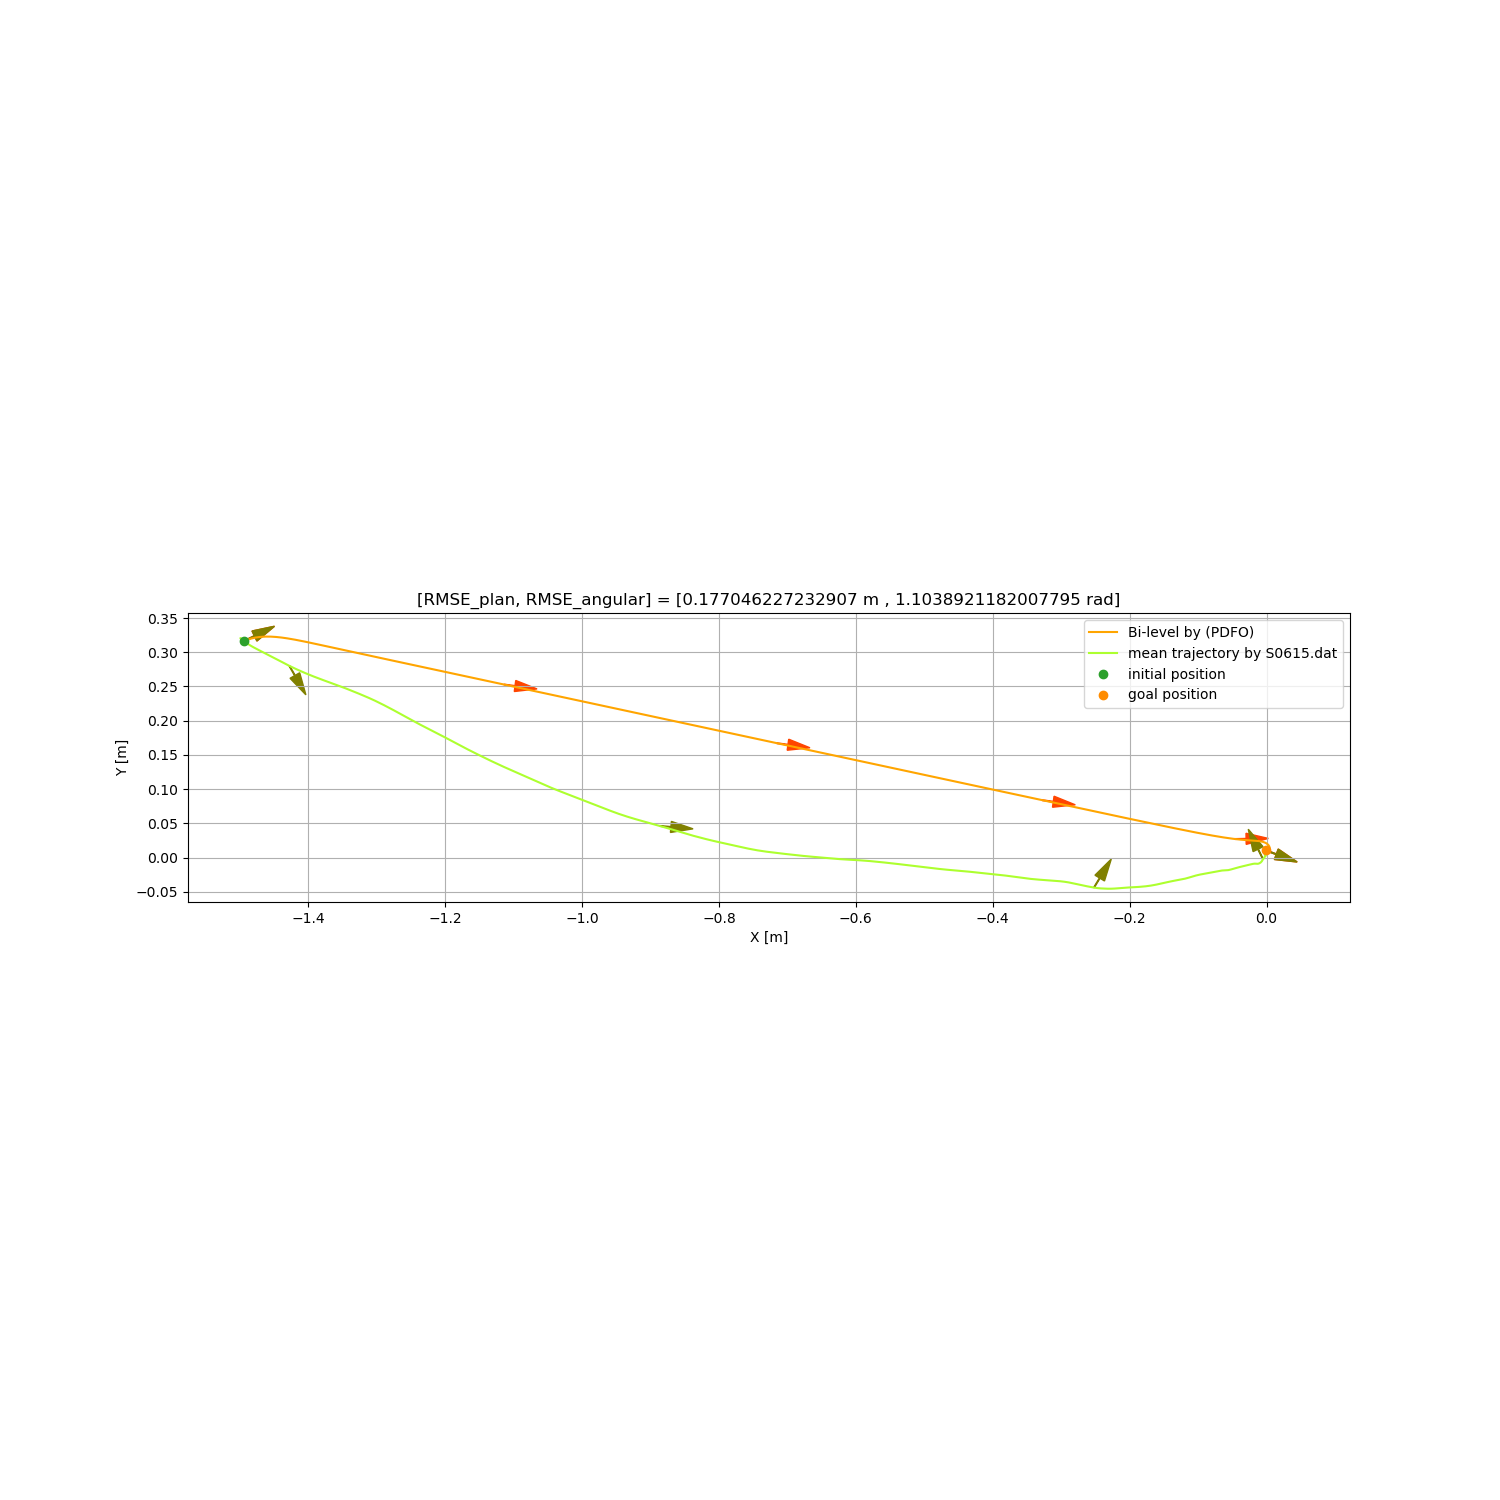 [RMSE_plan, RMSE_angular] = [0.177046227232907 m , 1.1038921182007795 rad]
0.35
0.30
0.25
0.20
0.15
0.10
0.05
0.00
−0.05
Y [m]
Bi-level by (PDFO)
mean trajectory by S0615.dat
initial position
goal position
−1.4 −1.2 −1.0 −0.8 −0.6 −0.4 −0.2 0.0
X [m]